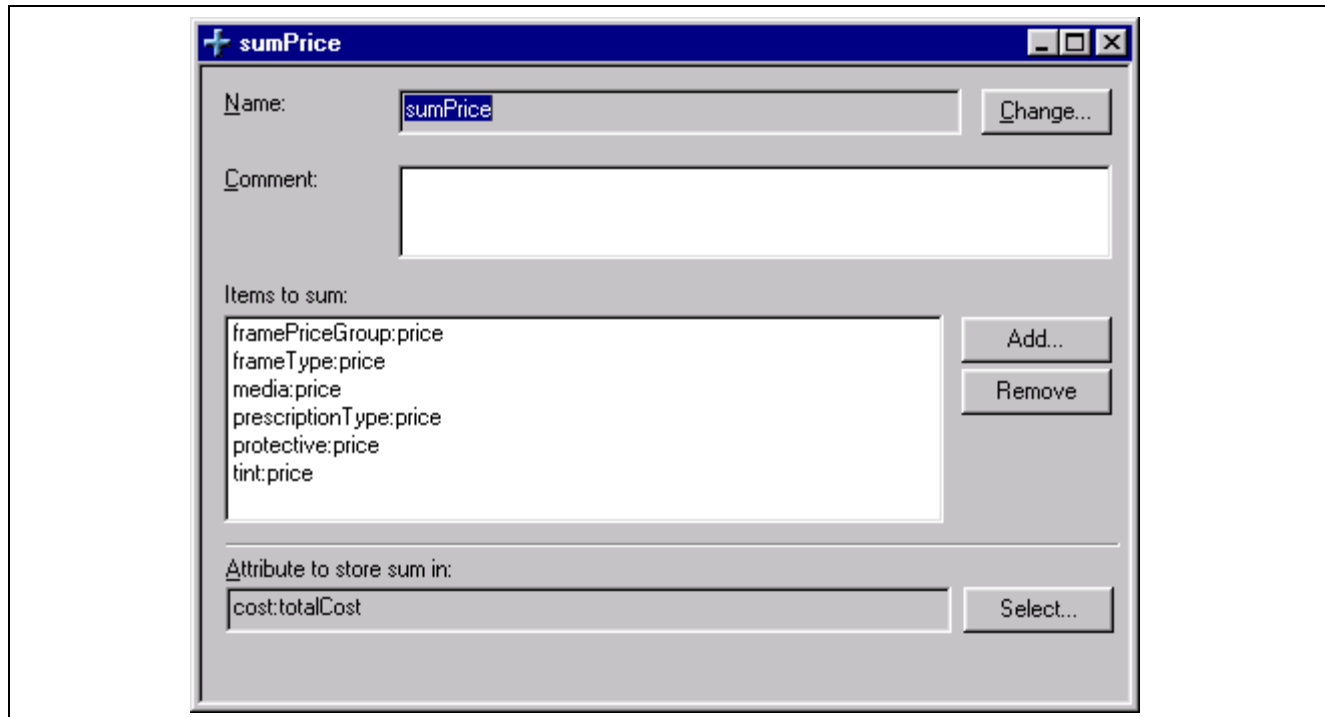 sumPrice
Name:
sumPrice
Change...
Comment:
Items to sum:
framePriceGroup:price
frameType:price
media:price
prescriptionType:price
protective:price
tint:price
Add...
Remove
Attribute to store sum in:
cost:totalCost
Select...